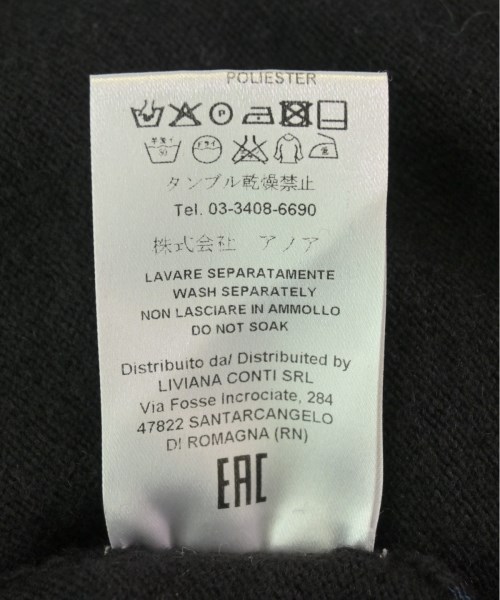 POLIESTER
P
タンブル乾燥禁止
Tel. 03-3408-6690
株式会社 アノア
LAVARE SEPARATAMENTE
WASH SEPARATELY
NON LASCIARE IN AMMOLLO
DO NOT SOAK
Distribuito da/ Distributed by
LIVIANA CONTI SRL
Via Fosse Incrociate, 284
47822 SANTARCANGELO
DI ROMAGNA (RN)
EAC